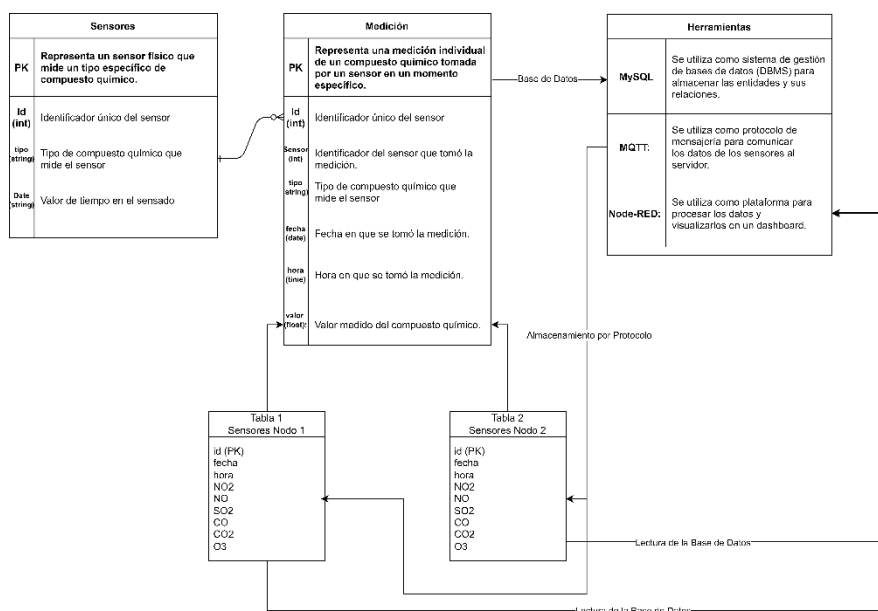 Sensores
PK
Representa un sensor físico que
mide un tipo específico de
compuesto químico.
Id
(int)
Identificador único del sensor
tipo
(string)
Tipo de compuesto químico que
mide el sensor
Date
(string)
Valor de tiempo en el sensado
Medición
PK
Representa una medición individual
de un compuesto químico tomada
por un sensor en un momento
específico.
Id
(int)
Identificador único del sensor
Sensor
(int)
Identificador del sensor que tomó la
medición.
tipo
string)
Tipo de compuesto químico que
mide el sensor
fecha
(date)
Fecha en que se tomó la medición.
hora
(time)
Hora en que se tomó la medición.
valor
(float):
Valor medido del compuesto químico.
Base de Datos
Herramientas
MySQL
Se utiliza como sistema de gestión
de bases de datos (DBMS) para
almacenar las entidades y sus
relaciones.
MQTT:
Se utiliza como protocolo de
mensajería para comunicar
los datos de los sensores al
servidor.
Node-RED:
Se utiliza como plataforma para
procesar los datos y
visualizarlos en un dashboard.
Almacenamiento por Protocolo
Tabla 1
Sensores Nodo 1
id (PK)
fecha
hora
NO2
NO
SO2
CO
CO2
O3
Tabla 2
Sensores Nodo 2
id (PK)
fecha
hora
NO2
NO
SO2
CO
CO2
O3
Lectura de la Base de Datos
Lectura de la Base de Datos